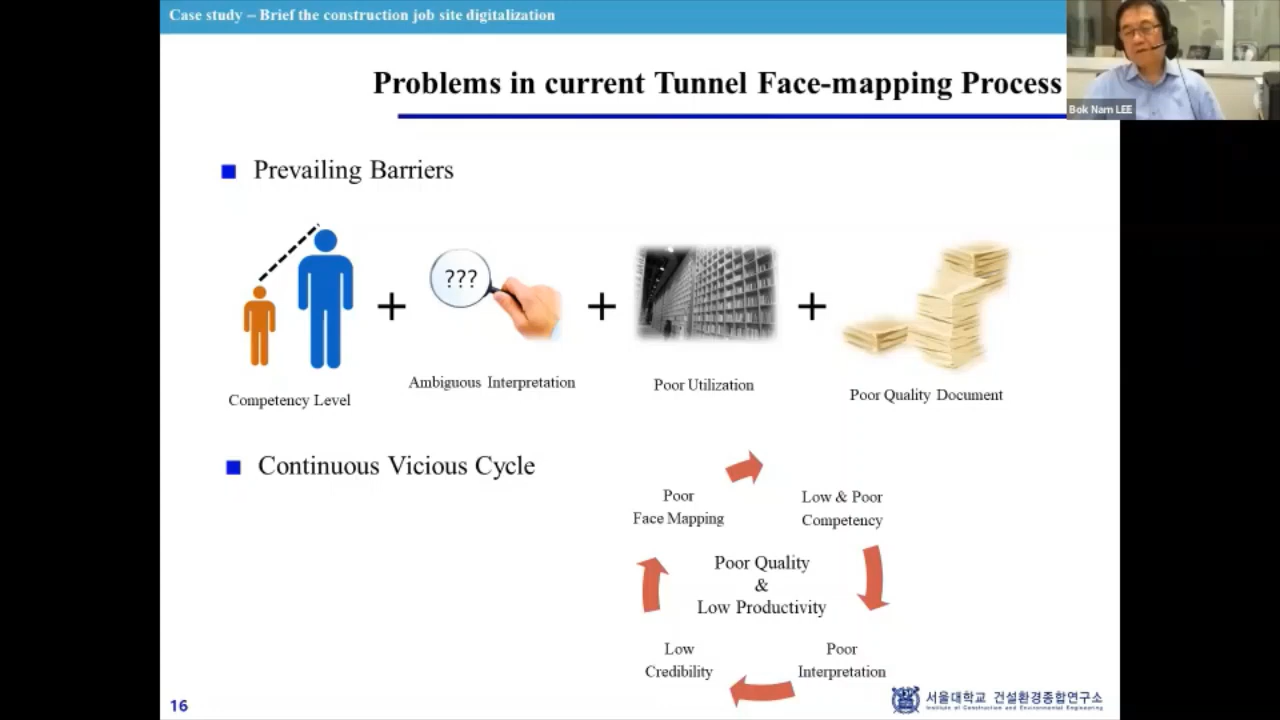 Case study – Brief the construction job site digitalization
Bok Nam LEE
Problems in current Tunnel Face-mapping Process
Prevailing Barriers
???
+
+
+
Competency Level
Ambiguous Interpretation
Poor Utilization
Poor Quality Document
Continuous Vicious Cycle
Poor
Face Mapping
Low & Poor
Competency
Poor Quality
&
Low Productivity
Low
Credibility
Poor
Interpretation
16
서울대학교 건설환경종합연구소
Institute of Construction and Environmental Engineering